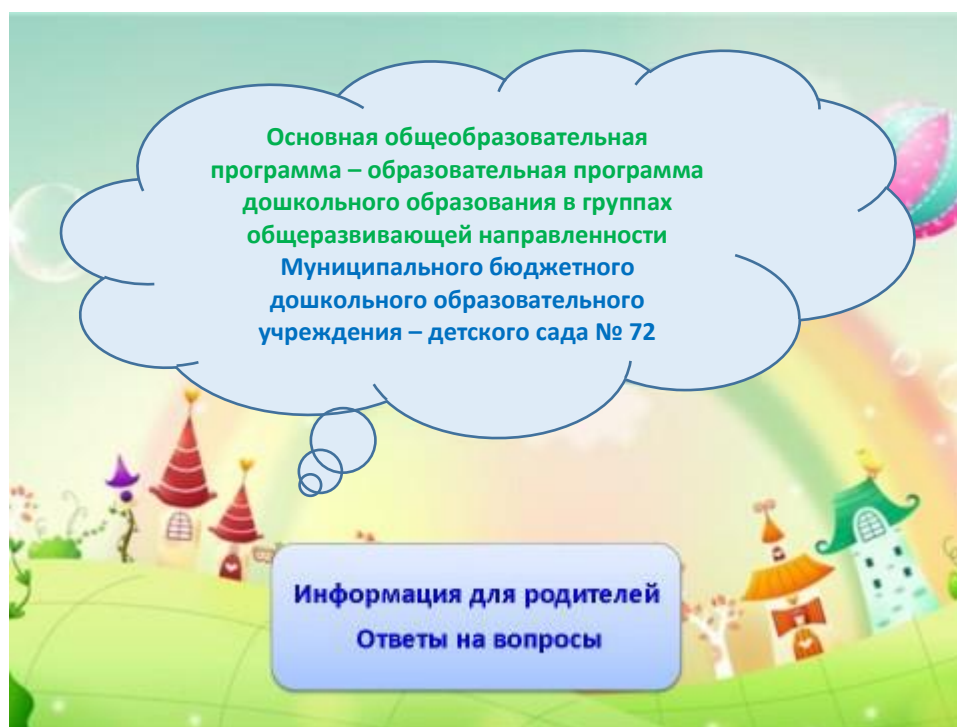 Основная общеобразовательная
программа – образовательная программа
дошкольного образования в группах
общеразвивающей направленности
Муниципального бюджетного
дошкольного образовательного
учреждения – детского сада № 72
Информация для родителей
Ответы на вопросы